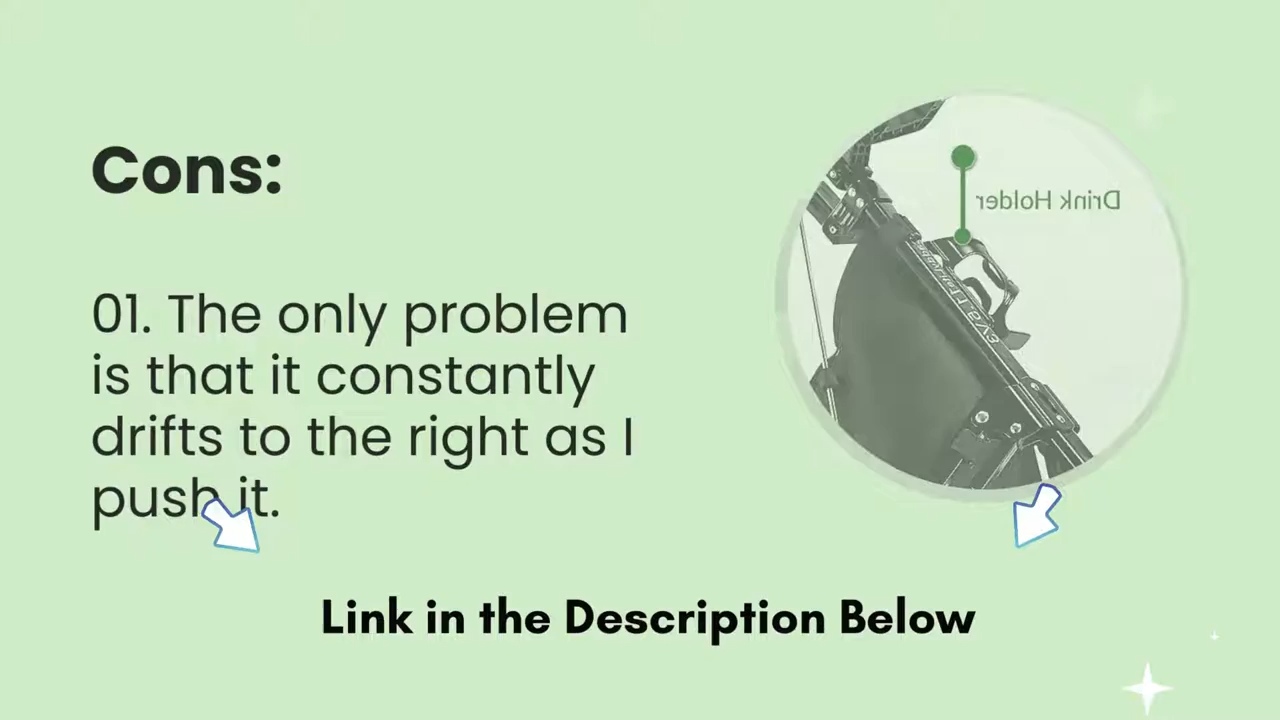 Cons:
01. The only problem
is that it constantly
drifts to the right as I
push it.
Drink Holder
Link in the Description Below